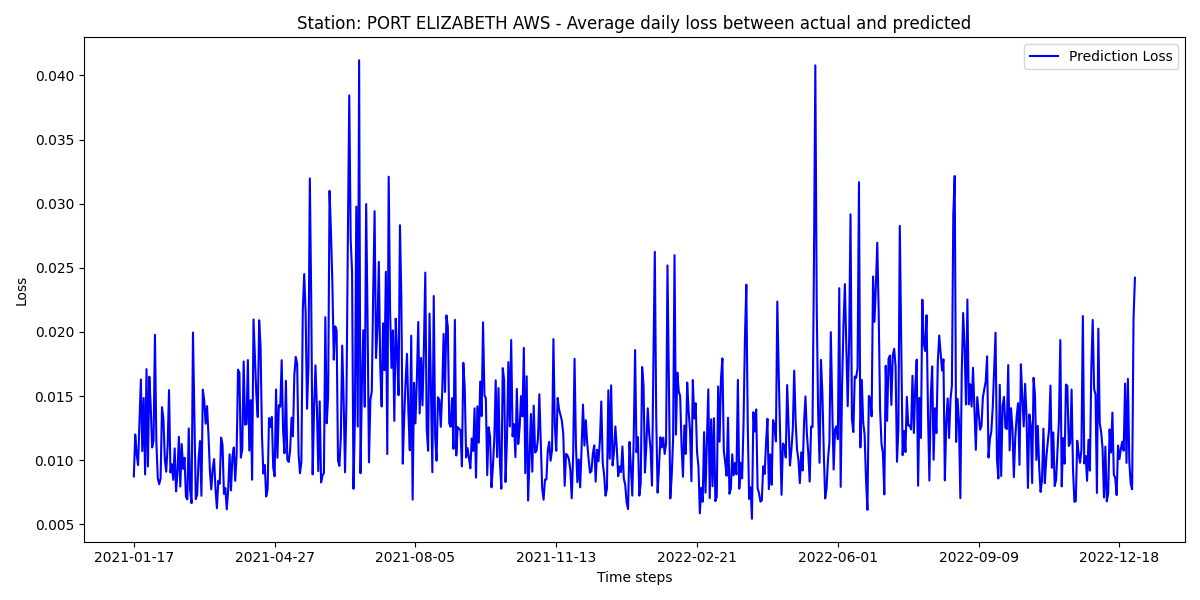 Station: PORT ELIZABETH AWS - Average daily loss between actual and predicted
Prediction Loss
0.040
0.035
0.030
0.025
0.020
0.015
0.010
0.005
Loss
2021-01-17 2021-04-27 2021-08-05 2021-11-13 2022-02-21 2022-06-01 2022-09-09 2022-12-18
Time steps